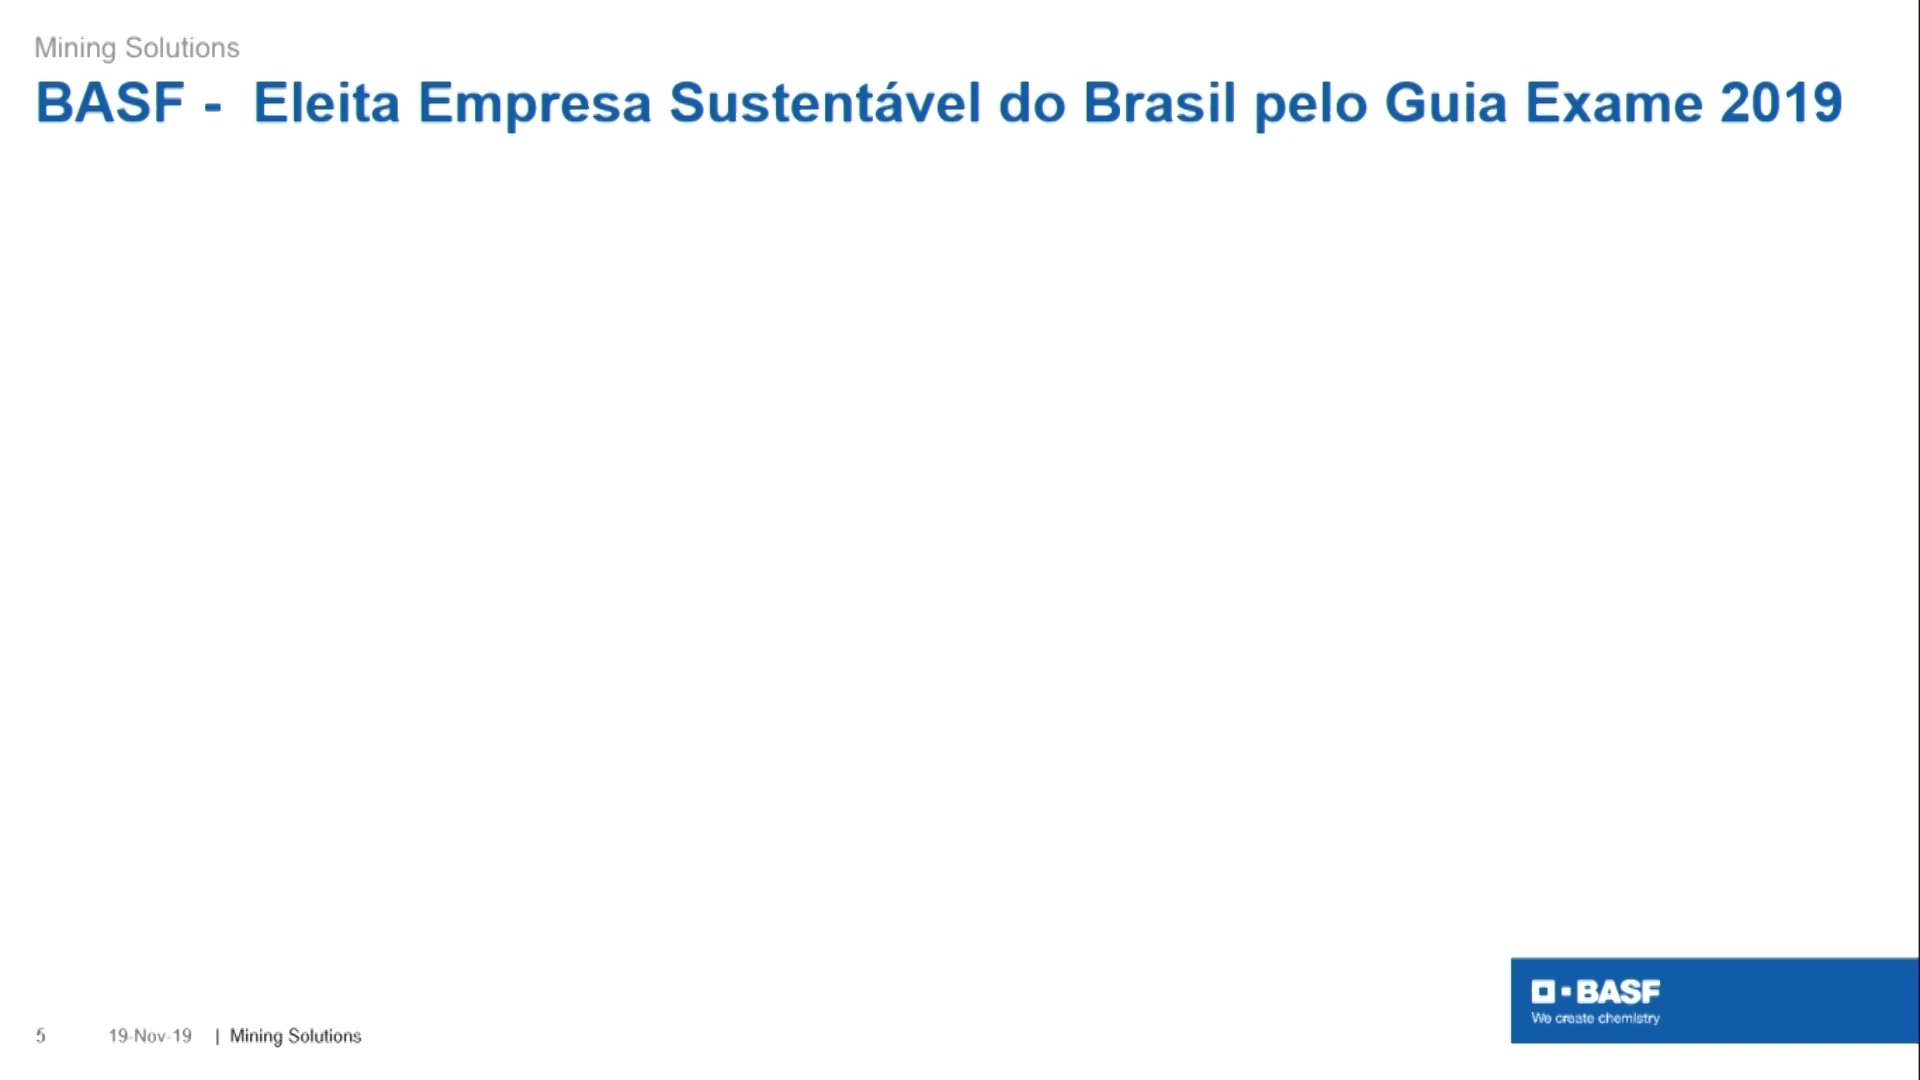 Mining Solutions
BASF -  Eleita Empresa Sustentável do Brasil pelo Guia Exame 2019
BASF
We create chemistry
5 19-Nov-19 | Mining Solutions